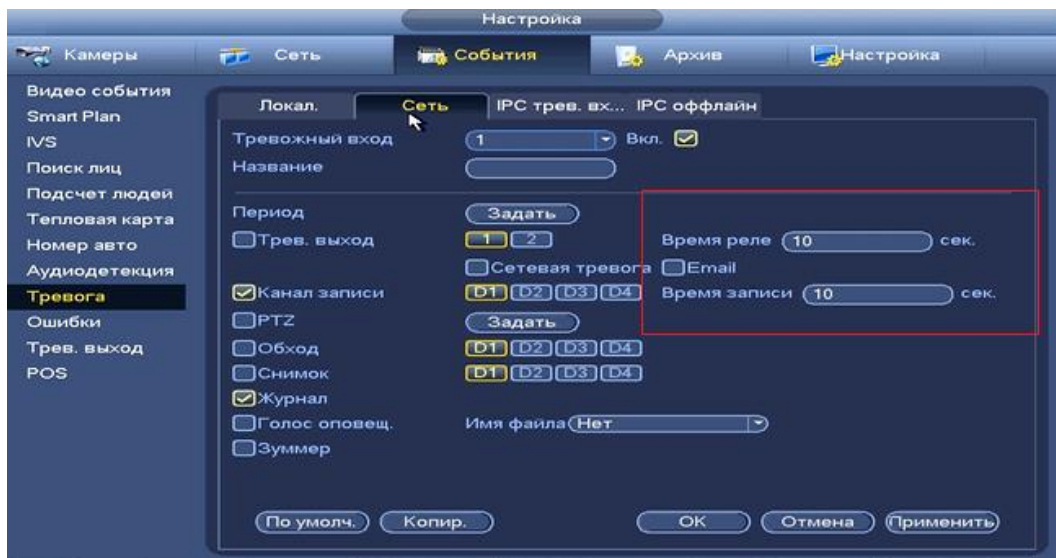 Настройка
Камеры Сеть События Архив Настройка
Видео события
Smart Plan
IVS
Поиск лиц
Подсчет людей
Тепловая карта
Номер авто
Аудиодетекция
Тревога
Ошибки
Трев. выход
POS
Локал. Сеть IPC трев. вх... IPC оффлайн
Тревожный вход 1 Вкл.
Название
Период Задать
Трев. выход 1 2 Время реле 10 сек.
Сетевая тревога Email
Канал записи D1 D2 D3 D4 Время записи 10 сек.
PTZ Задать
Обход D1 D2 D3 D4
Снимок D1 D2 D3 D4
Журнал
Голос оповещ. Имя файла Нет
Зуммер
По умолч. Копир. OK Отмена Применить